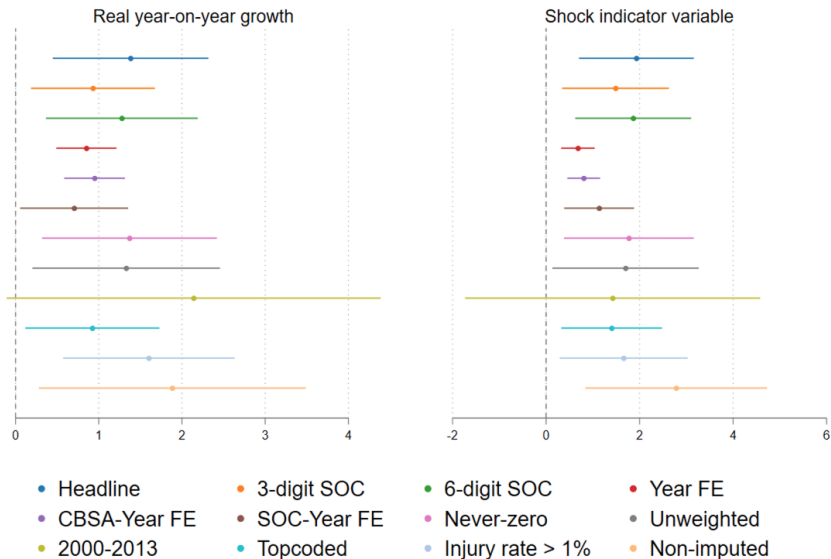 Real year-on-year growth
Shock indicator variable
0 1 2 3 4
-2 0 2 4 6
Headline
3-digit SOC
6-digit SOC
Year FE
CBSA-Year FE
SOC-Year FE
Never-zero
Unweighted
2000-2013
Topcoded
Injury rate > 1%
Non-imputed